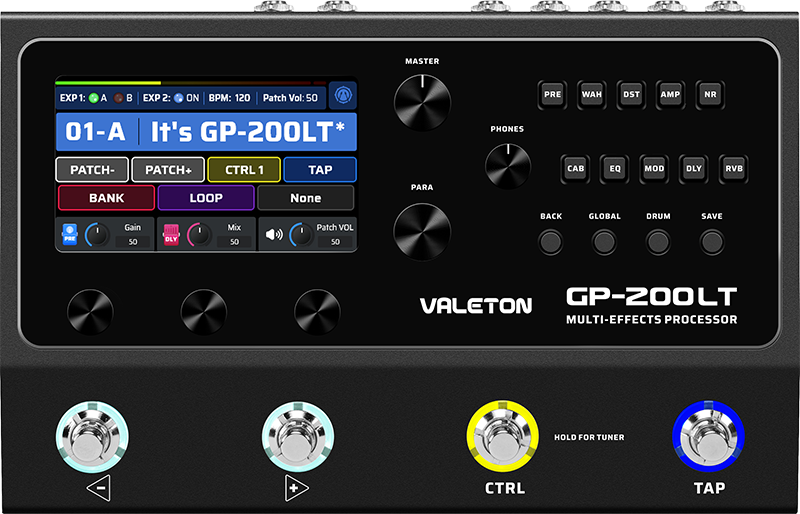 MASTER
EXP 1: A B EXP 2: ON BPM: 120 Patch Vol: 50
PRE WAH DST AMP NR
01-A It's GP-200LT*
PHONES
PATCH- PATCH+ CTRL 1 TAP
CAB EQ MOD DLY RVB
BANK LOOP None
PARA
BACK GLOBAL DRUM SAVE
PRE Gain 50 DLY Mix 50 Patch VOL 50
VALETON
GP-200LT
MULTI-EFFECTS PROCESSOR
HOLD FOR TUNER
- + CTRL TAP